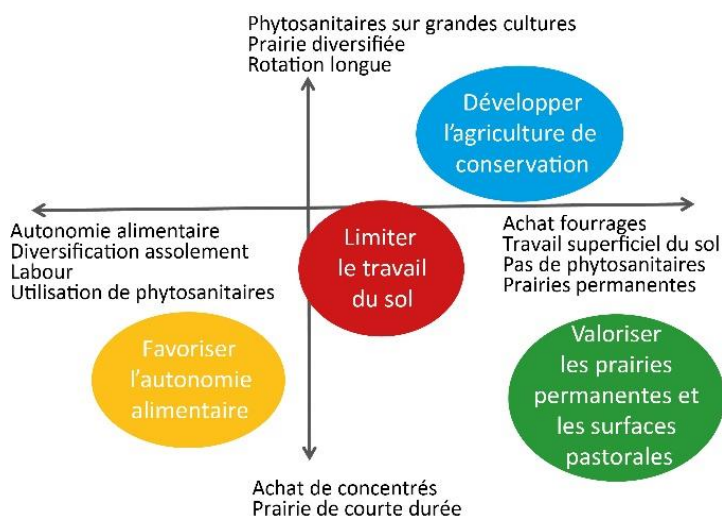 Phytosanitaires sur grandes cultures
Prairie diversifiée
Rotation longue
Développer
l'agriculture de
conservation
Autonomie alimentaire
Diversification assolement
Labour
Utilisation de phytosanitaires
Limiter
le travail
du sol
Achat fourrages
Travail superficiel du sol
Pas de phytosanitaires
Prairies permanentes
Favoriser
l'autonomie
alimentaire
Valoriser
les prairies
permanentes et
les surfaces
pastorales
Achat de concentrés
Prairie de courte durée